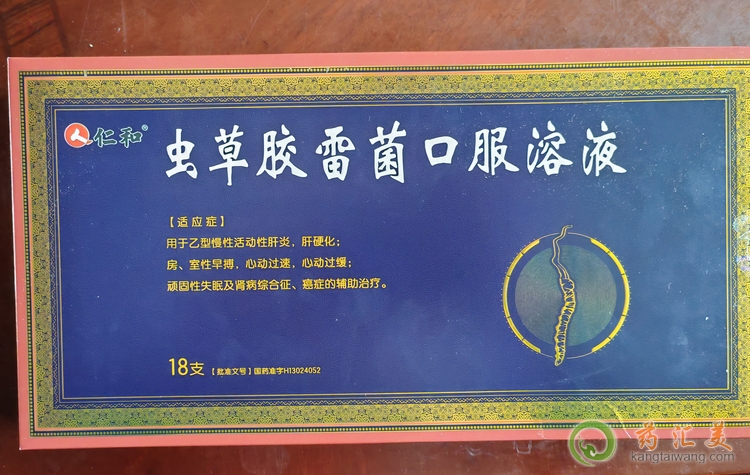 仁和®
虫草胶雷菌口服溶液
【适应症】
用于乙型慢性活动性肝炎，肝硬化；
房、室性早搏，心动过速，心动过缓；
顽固性失眠及肾病综合征、癌症的辅助治疗。
18支 【批准文号】国药准字H13024052
药汇美
kangtaiwang.com